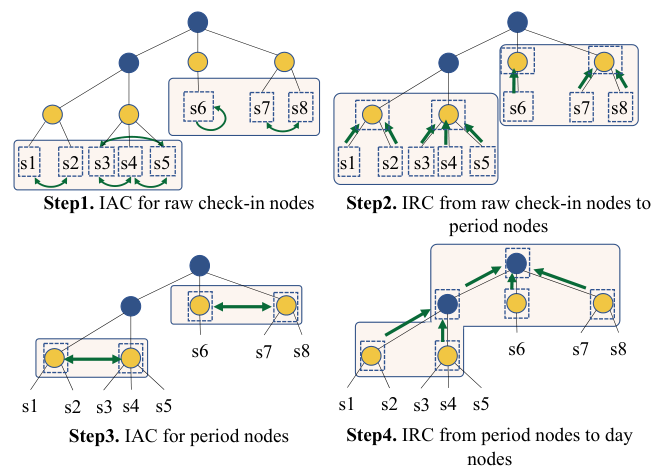 s6
s7
s8
s1
s2
s3
s4
s5
Step1. IAC for raw check-in nodes
s6
s7
s8
s1
s2
s3
s4
s5
Step2. IRC from raw check-in nodes to
period nodes
s6
s7
s8
s1
s2
s3
s4
s5
Step3. IAC for period nodes
s6
s7
s8
s1
s2
s3
s4
s5
Step4. IRC from period nodes to day
nodes